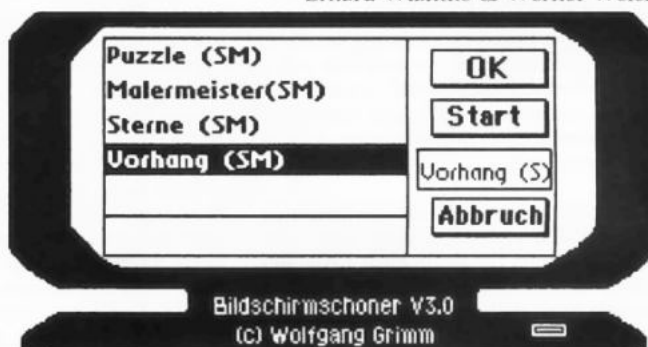 Puzzle (SM)
Malermeister(SM)
Sterne (SM)
Vorhang (SM)
OK
Start
Vorhang (S)
Abbruch
Bildschirmschoner V3.0
(c) Wolfgang Grimm